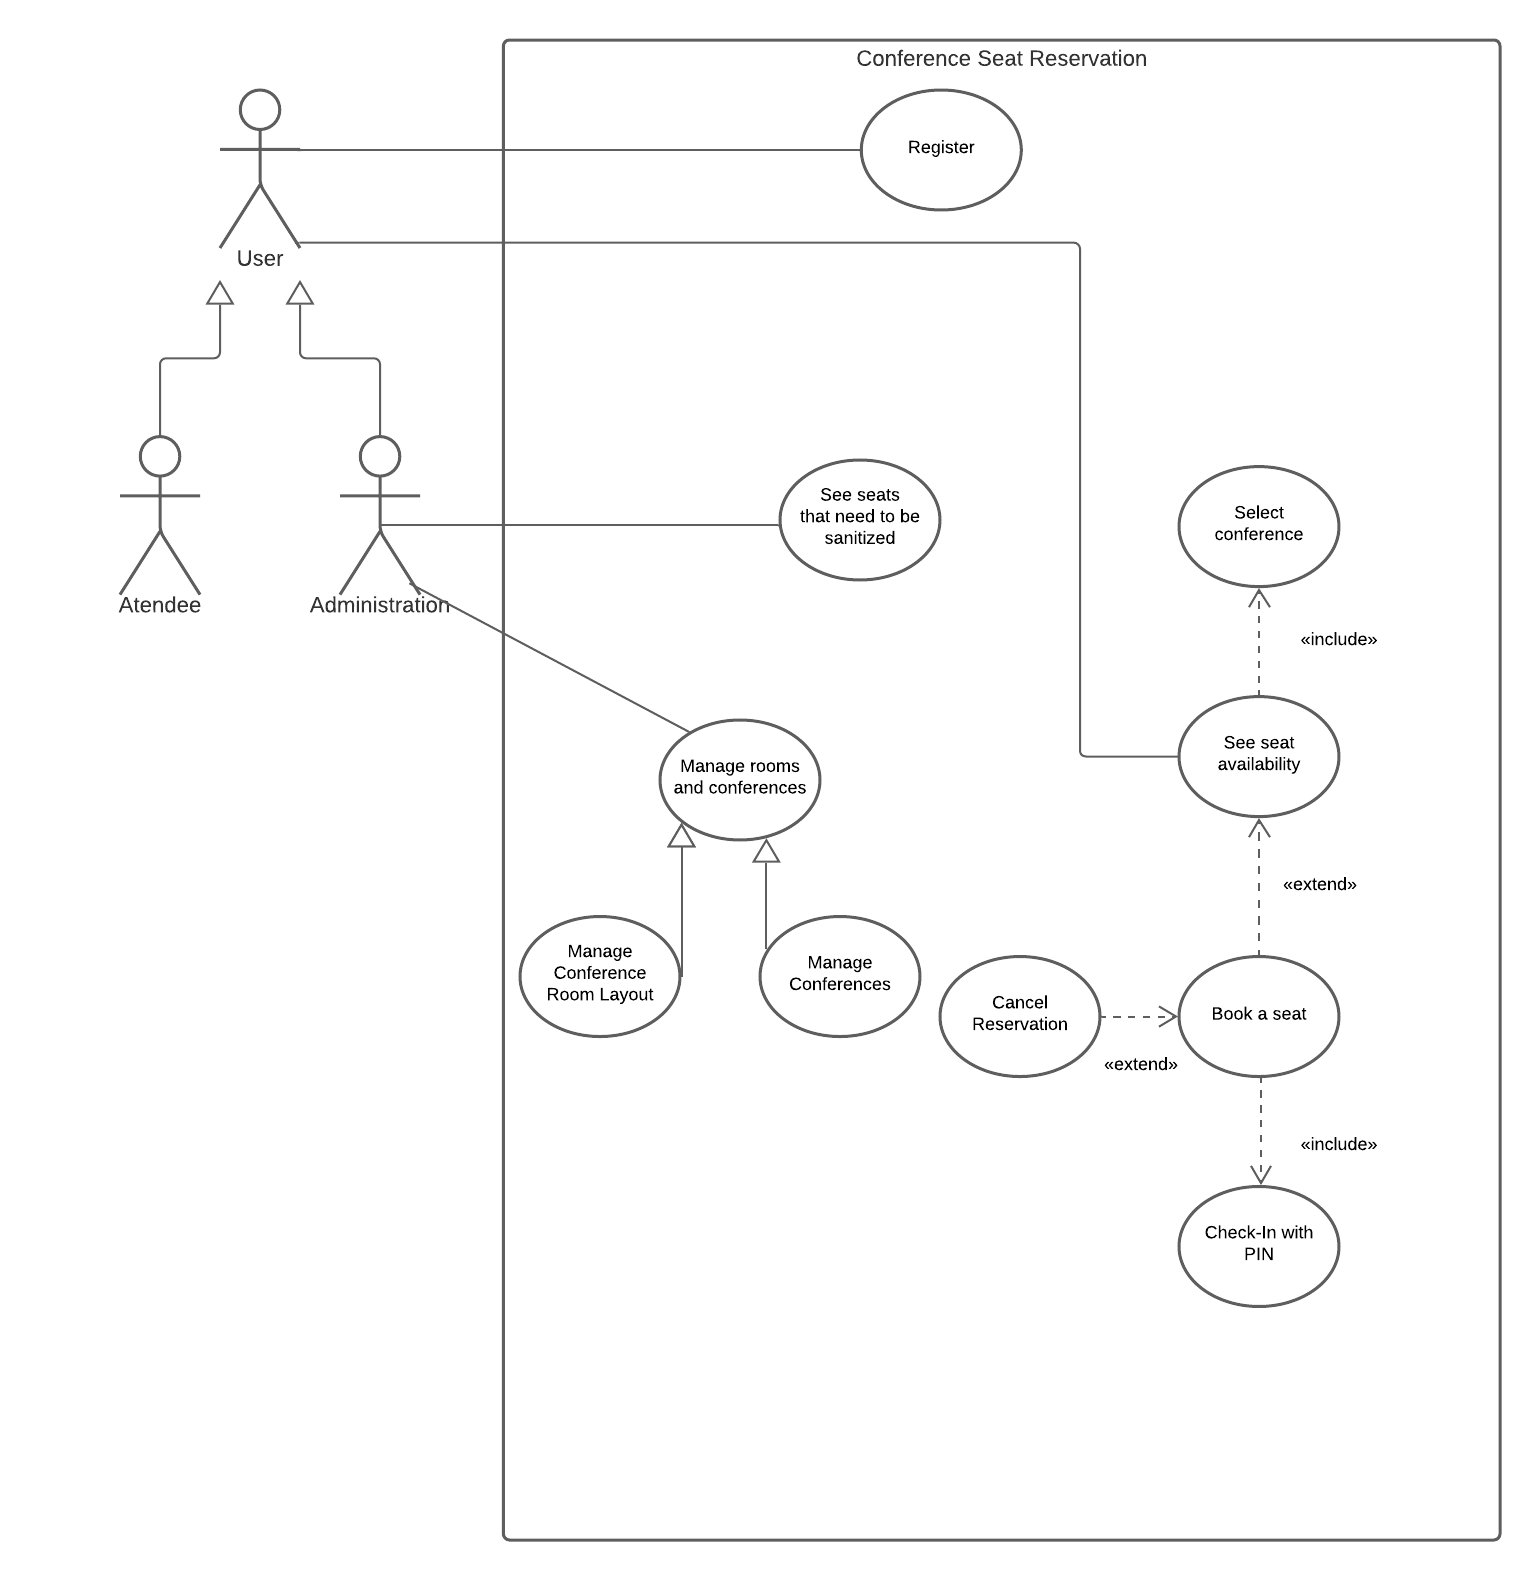 Conference Seat Reservation
Register
User
See seats
that need to be
sanitized
Select
conference
Atendee
Administration
«include»
See seat
availability
Manage rooms
and conferences
«extend»
Manage
Conference
Room Layout
Manage
Conferences
Cancel
Reservation
Book a seat
«extend»
«include»
Check-In with
PIN